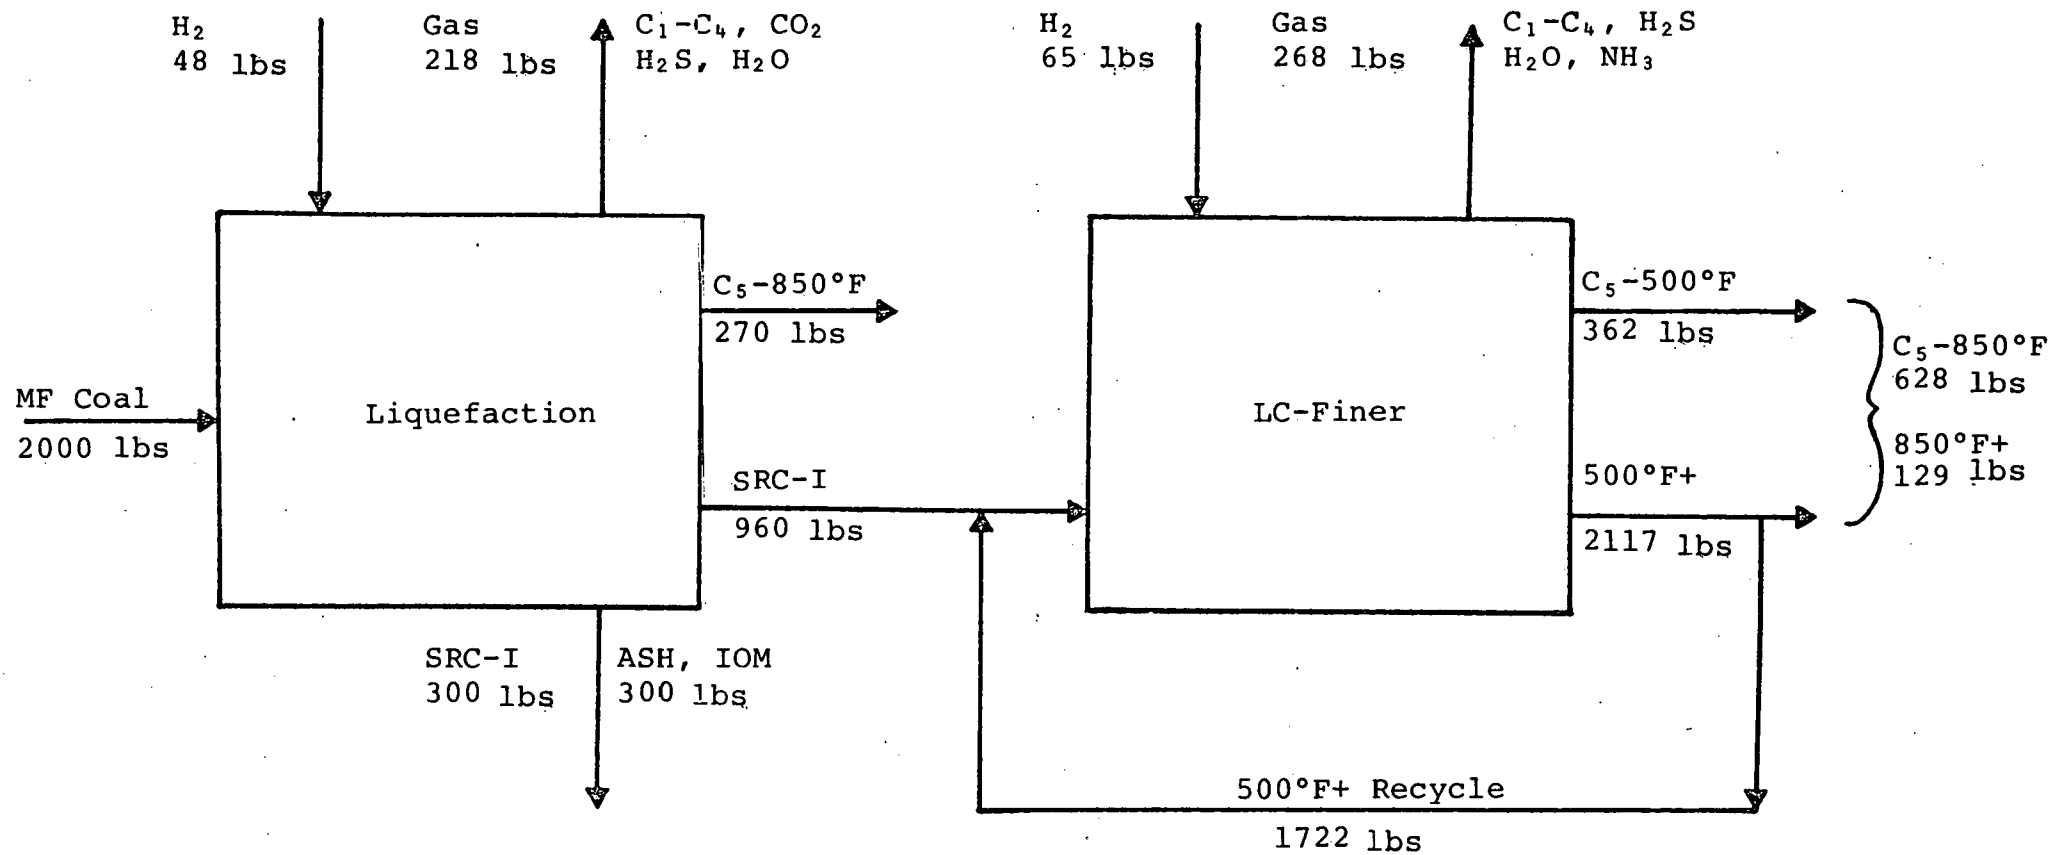 H₂
48 lbs
Gas
218 lbs
C₁-C₄, CO₂
H₂S, H₂O
H₂
65 lbs
Gas
268 lbs
C₁-C₄, H₂S
H₂O, NH₃
C₅-850°F
270 lbs
C₅-500°F
362 lbs
C₅-850°F
628 lbs
MF Coal
2000 lbs
Liquefaction
LC-Finer
850°F+
129 lbs
SRC-I
960 lbs
500°F+
2117 lbs
SRC-I
300 lbs
ASH, IOM
300 lbs
500°F+ Recycle
1722 lbs